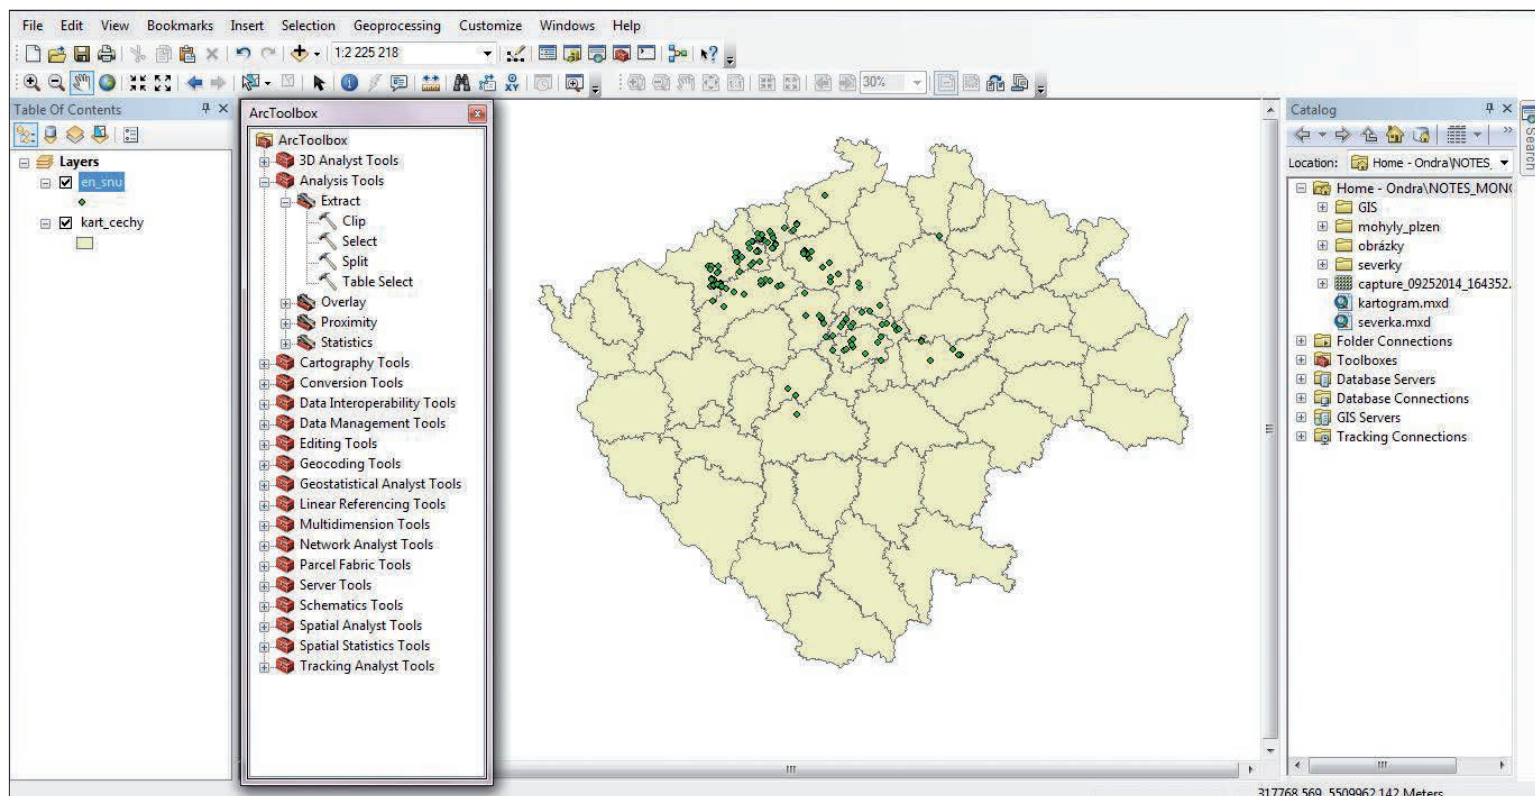 File Edit View Bookmarks Insert Selection Geoprocessing Customize Windows Help
1:2 225 218
30%
Table Of Contents
Layers
en_snu
kart_cechy
ArcToolbox
ArcToolbox
3D Analyst Tools
Analysis Tools
Extract
Clip
Select
Split
Table Select
Overlay
Proximity
Statistics
Cartography Tools
Conversion Tools
Data Interoperability Tools
Data Management Tools
Editing Tools
Geocoding Tools
Geostatistical Analyst Tools
Linear Referencing Tools
Multidimension Tools
Network Analyst Tools
Parcel Fabric Tools
Server Tools
Schematics Tools
Spatial Analyst Tools
Spatial Statistics Tools
Tracking Analyst Tools
Catalog
Location: Home - Ondra\NOTES_
Home - Ondra\NOTES_MONO
GIS
mohyly_plzen
obrázky
severky
capture_09252014_164352.
kartogram.mxd
severka.mxd
Folder Connections
Toolboxes
Database Servers
Database Connections
GIS Servers
Tracking Connections
Search
317768,569 5509962,142 Meters